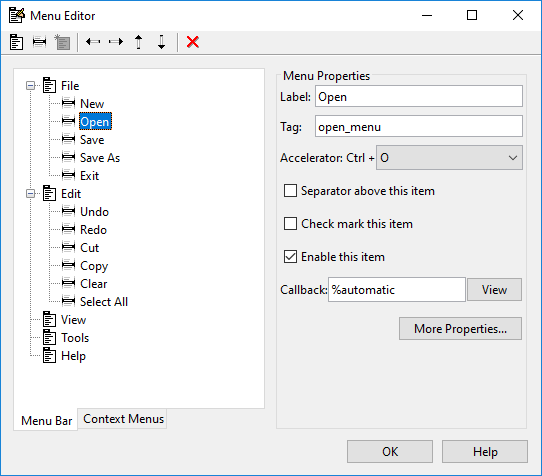 Menu Editor
File
New
Open
Save
Save As
Exit
Edit
Undo
Redo
Cut
Copy
Clear
Select All
View
Tools
Help
Menu Bar
Context Menus
Menu Properties
Label: Open
Tag: open_menu
Accelerator: Ctrl + O
Separator above this item
Check mark this item
Enable this item
Callback: %automatic View
More Properties...
OK Help